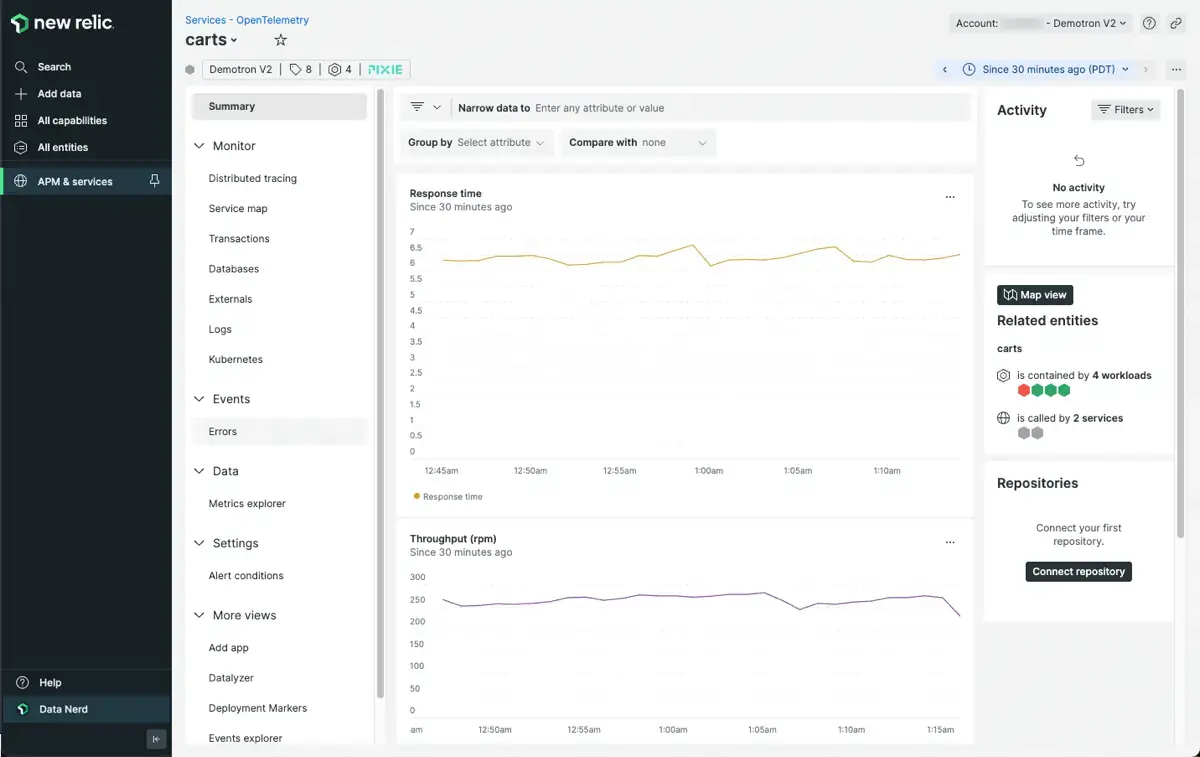 new relic.
Search
Add data
All capabilities
All entities
APM & services
Help
Data Nerd
Services - OpenTelemetry
carts
Account: - Demotron V2
Demotron V2 | 8 | 4 | PIXIE
Since 30 minutes ago (PDT)
Summary
Monitor
Distributed tracing
Service map
Transactions
Databases
Externals
Logs
Kubernetes
Events
Errors
Data
Metrics explorer
Settings
Alert conditions
More views
Add app
Datalyzer
Deployment Markers
Events explorer
Narrow data to Enter any attribute or value
Group by Select attribute
Compare with none
Response time
Since 30 minutes ago
7
6.5
6
5.5
5
4.5
4
3.5
3
2.5
2
1.5
1
0.5
0
12:45am 12:50am 12:55am 1:00am 1:05am 1:10am
Response time
Throughput (rpm)
Since 30 minutes ago
300
250
200
150
100
50
0
am 12:50am 12:55am 1:00am 1:05am 1:10am 1:15am
Activity
Filters
No activity
To see more activity, try
adjusting your filters or your
time frame.
Map view
Related entities
carts
is contained by 4 workloads
is called by 2 services
Repositories
Connect your first
repository.
Connect repository